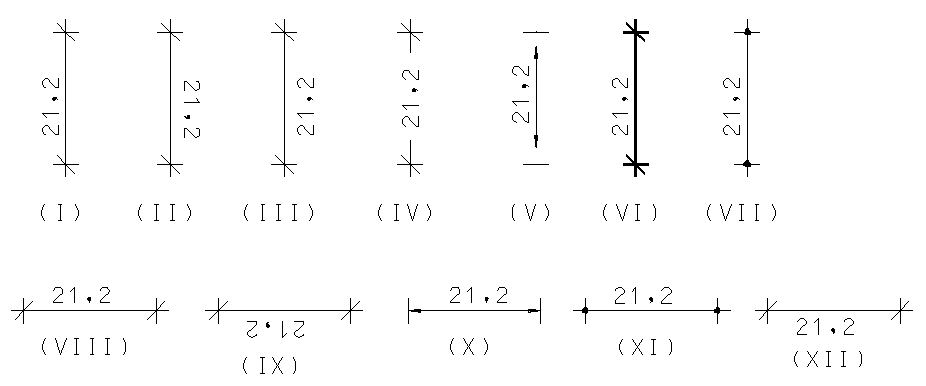 21,2 21,2 21,2 21,2 21,2 21,2 21,2
(I) (II) (III) (IV) (V) (VI) (VII)
21,2 21,2 21,2 21,2 21,2
(VIII) (IX) (X) (XI) (XII)